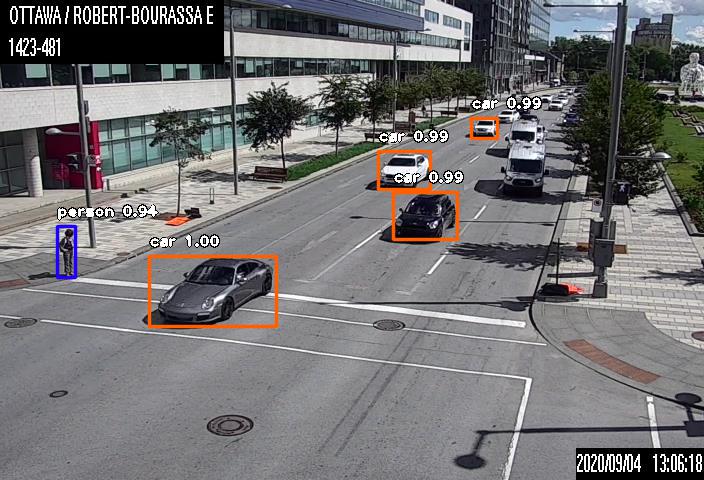 OTTAWA / ROBERT-BOURASSA E
1423-481
car 0.99
car 0.99
car 0.99
person 0.94
car 1.00
2020/09/04 13:06:18